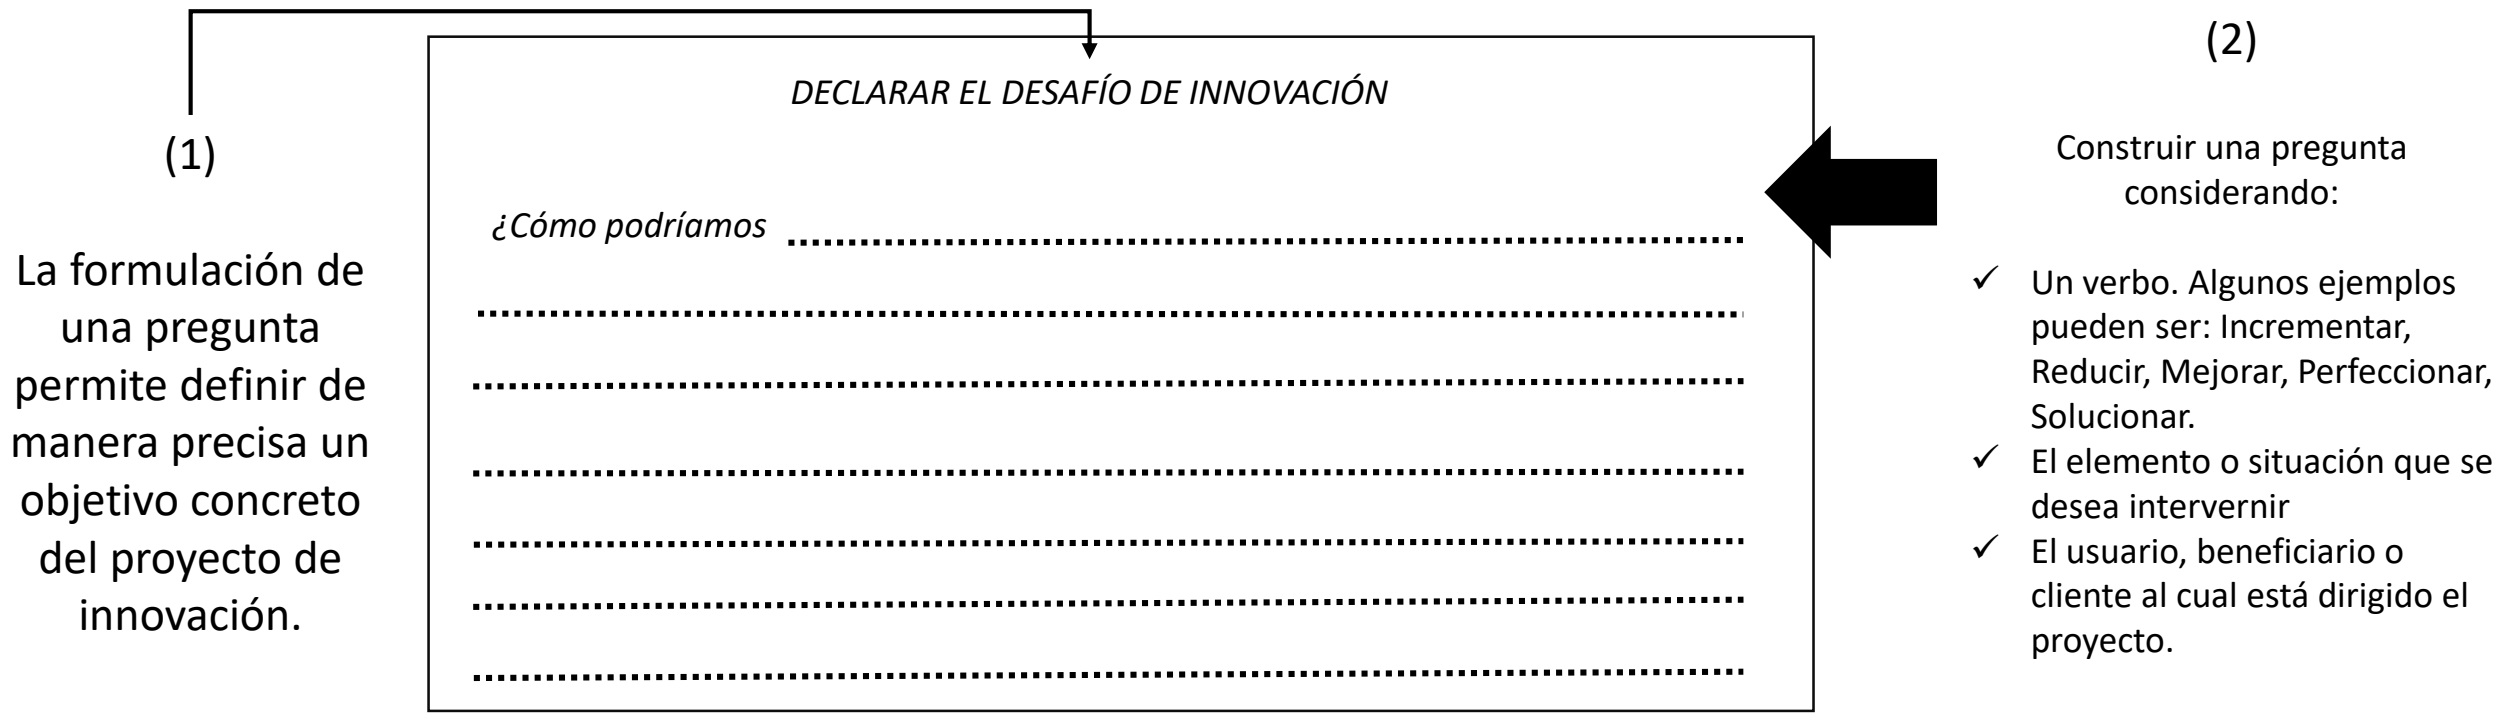 (1)
La formulación de
una pregunta
permite definir de
manera precisa un
objetivo concreto
del proyecto de
innovación.
DECLARAR EL DESAFÍO DE INNOVACIÓN
¿Cómo podríamos
(2)
Construir una pregunta
considerando:
✓ Un verbo. Algunos ejemplos
pueden ser: Incrementar,
Reducir, Mejorar, Perfeccionar,
Solucionar.
✓ El elemento o situación que se
desea intervernir
✓ El usuario, beneficiario o
cliente al cual está dirigido el
proyecto.